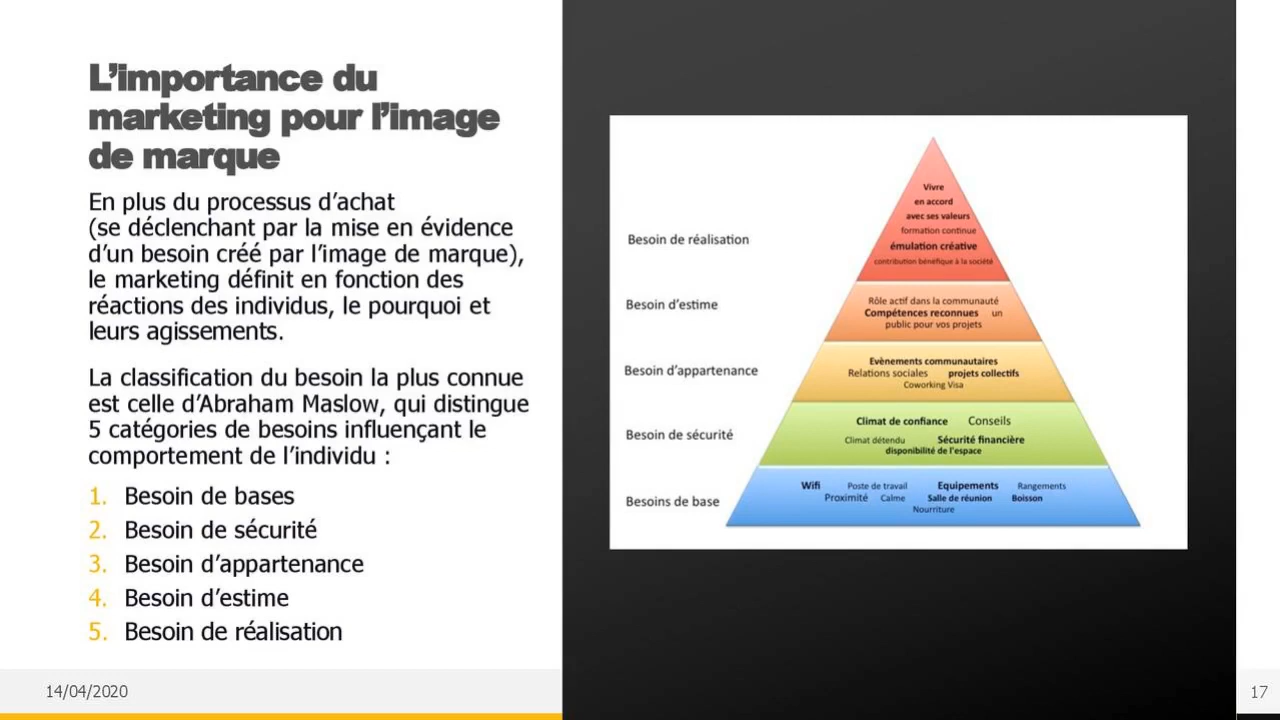 L’importance du
marketing pour l’image
de marque
En plus du processus d’achat
(se déclenchant par la mise en évidence
d’un besoin créé par l’image de marque),
le marketing définit en fonction des
réactions des individus, le pourquoi et
leurs agissements.
La classification du besoin la plus connue
est celle d’Abraham Maslow, qui distingue
5 catégories de besoins influençant le
comportement de l’individu :
1. Besoin de bases
2. Besoin de sécurité
3. Besoin d’appartenance
4. Besoin d’estime
5. Besoin de réalisation
Besoin de réalisation
Vivre
en accord
avec ses valeurs
formation continue
émulation créative
contribution bénéfique à la société
Besoin d’estime
Rôle actif dans la communauté
Compétences reconnues un
public pour vos projets
Besoin d’appartenance
Evènements communautaires
Relations sociales projets collectifs
Coworking Visa
Besoin de sécurité
Climat de confiance Conseils
Climat détendu Sécurité financière
disponibilité de l'espace
Besoins de base
Wifi Poste de travail Equipements Rangements
Proximité Calme Salle de réunion Boisson
Nourriture
14/04/2020
17